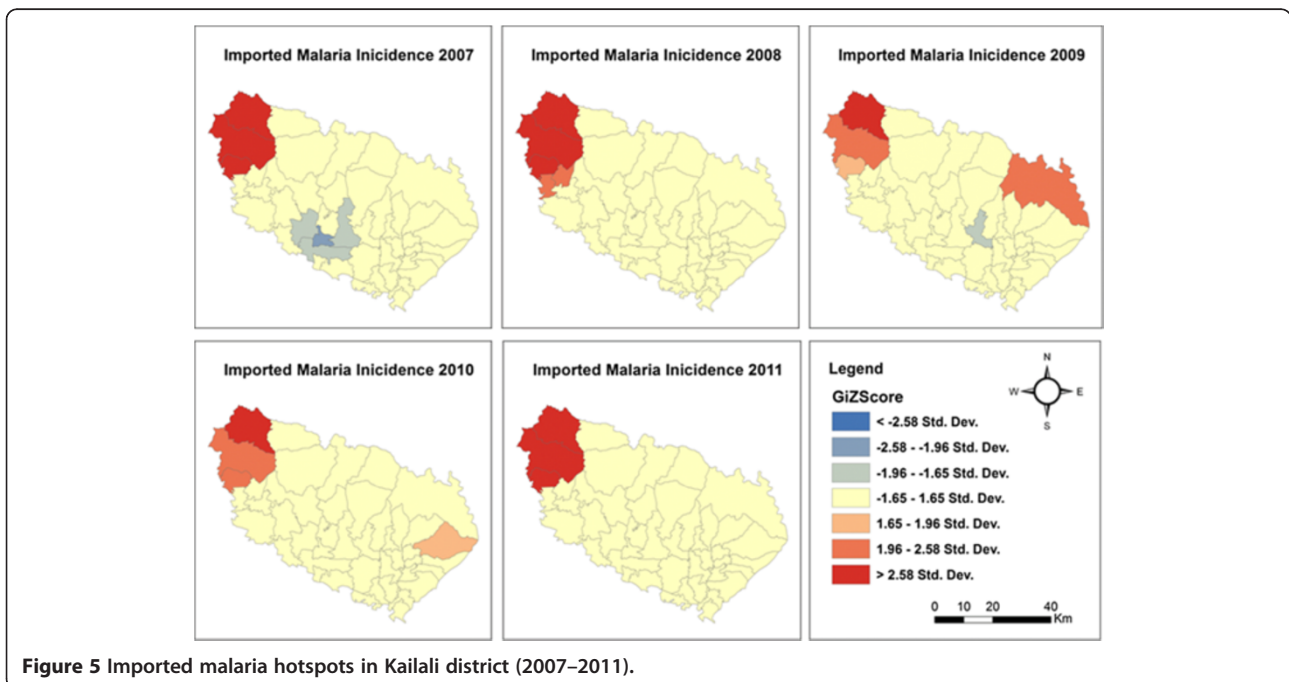 Imported Malaria Inicidence 2007
Imported Malaria Inicidence 2008
Imported Malaria Inicidence 2009
Imported Malaria Inicidence 2010
Imported Malaria Inicidence 2011
Legend
GiZScore
< -2.58 Std. Dev.
-2.58 - -1.96 Std. Dev.
-1.96 - -1.65 Std. Dev.
-1.65 - 1.65 Std. Dev.
1.65 - 1.96 Std. Dev.
1.96 - 2.58 Std. Dev.
> 2.58 Std. Dev.
N
W E
S
0 10 20 40
Km
Figure 5 Imported malaria hotspots in Kailali district (2007–2011).